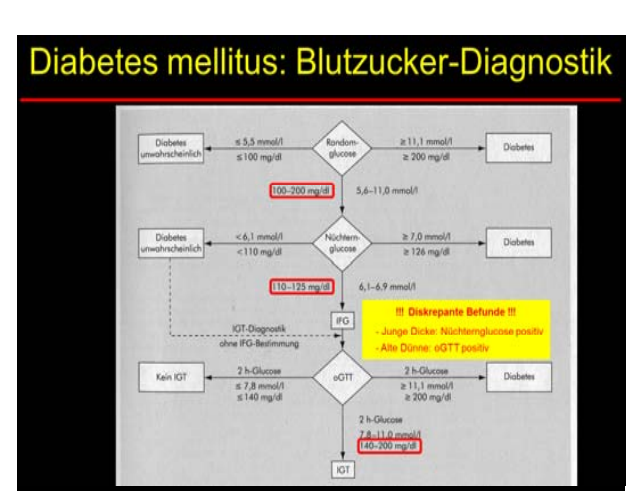 Diabetes mellitus: Blutzucker-Diagnostik
Diabetes
unwahrscheinlich
≤ 5,5 mmol/l
≤100 mg/dl
Random-
glucose
≥11,1 mmol/l
≥ 200 mg/dl
Diabetes
100–200 mg/dl
5,6–11,0 mmol/l
Diabetes
unwahrscheinlich
<6,1 mmol/l
<110 mg/dl
Nüchtern-
glucose
≥ 7,0 mmol/l
≥ 126 mg/dl
Diabetes
110–125 mg/dl
6,1–6,9 mmol/l
!!! Diskrepante Befunde !!!
- Junge Dicke: Nüchternglucose positiv
- Alte Dünne: oGTT positiv
IFG
IGT-Diagnostik
ohne IFG-Bestimmung
Kein IGT
2 h-Glucose
≤ 7,8 mmol/l
≤ 140 mg/dl
oGTT
2 h-Glucose
≥ 11,1 mmol/l
≥ 200 mg/dl
Diabetes
2 h-Glucose
7,8–11,0 mmol/l
140–200 mg/dl
IGT